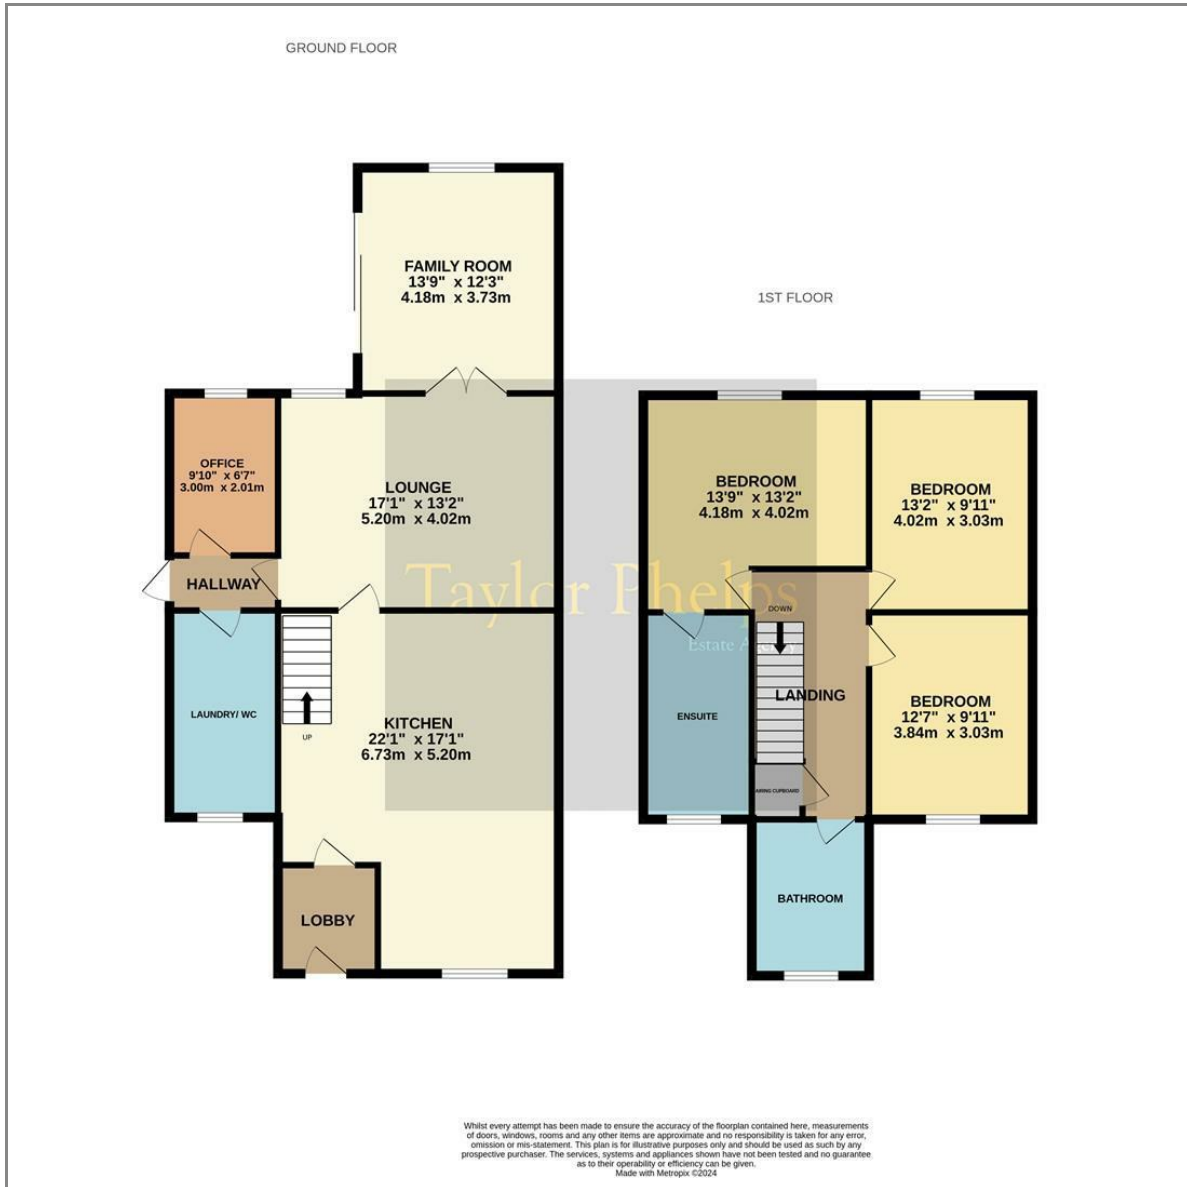 GROUND FLOOR
FAMILY ROOM
13'9" x 12'3"
4.18m x 3.73m
OFFICE
9'10" x 6'7"
3.00m x 2.01m
LOUNGE
17'1" x 13'2"
5.20m x 4.02m
HALLWAY
LAUNDRY/ WC
UP
KITCHEN
22'1" x 17'1"
6.73m x 5.20m
LOBBY
1ST FLOOR
BEDROOM
13'9" x 13'2"
4.18m x 4.02m
BEDROOM
13'2" x 9'11"
4.02m x 3.03m
DOWN
LANDING
ENSUITE
BEDROOM
12'7" x 9'11"
3.84m x 3.03m
AIRING CUPBOARD
BATHROOM
Taylor Phelps
Estate Agency
Whilst every attempt has been made to ensure the accuracy of the floorplan contained here, measurements
of doors, windows, rooms and any other items are approximate and no responsibility is taken for any error,
omission or mis-statement. This plan is for illustrative purposes only and should be used as such by any
prospective purchaser. The services, systems and appliances shown have not been tested and no guarantee
as to their operability or efficiency can be given.
Made with Metropix ©2024